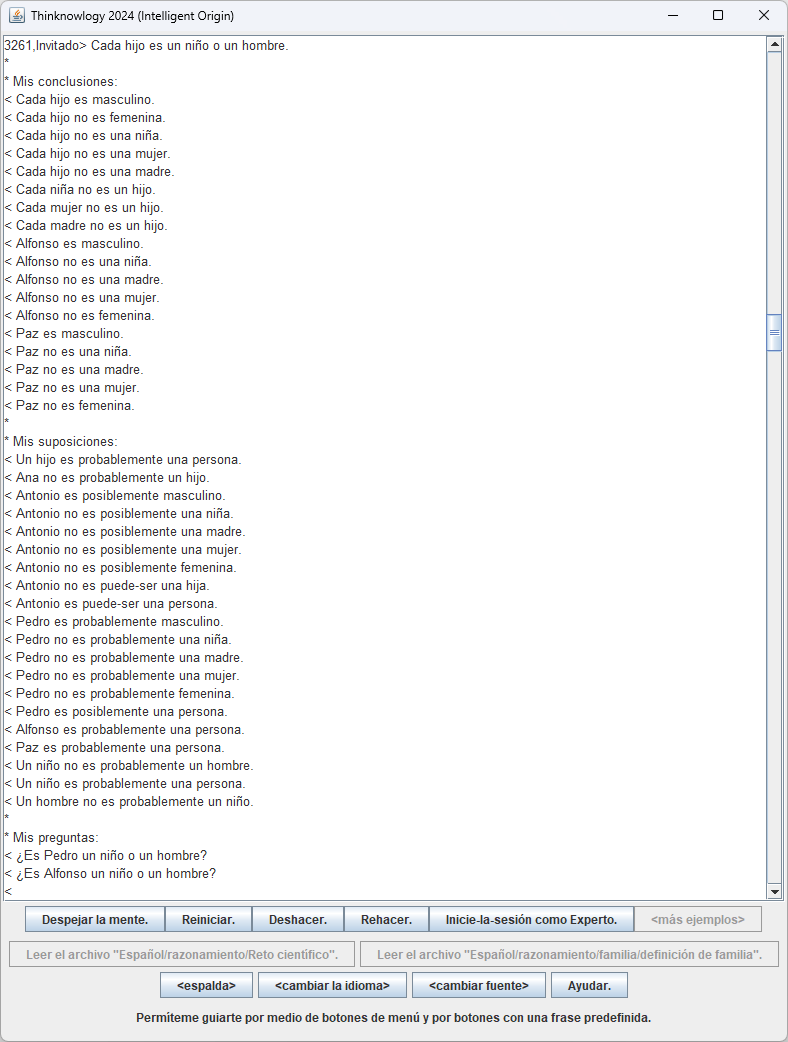 Thinknowlogy 2024 (Intelligent Origin)
3261,Invitado> Cada hijo es un niño o un hombre.
*
* Mis conclusiones:
< Cada hijo es masculino.
< Cada hijo no es femenina.
< Cada hijo no es una niña.
< Cada hijo no es una mujer.
< Cada hijo no es una madre.
< Cada niña no es un hijo.
< Cada mujer no es un hijo.
< Cada madre no es un hijo.
< Alfonso es masculino.
< Alfonso no es una niña.
< Alfonso no es una madre.
< Alfonso no es una mujer.
< Alfonso no es femenina.
< Paz es masculino.
< Paz no es una niña.
< Paz no es una madre.
< Paz no es una mujer.
< Paz no es femenina.
*
* Mis suposiciones:
< Un hijo es probablemente una persona.
< Ana no es probablemente un hijo.
< Antonio es posiblemente masculino.
< Antonio no es posiblemente una niña.
< Antonio no es posiblemente una madre.
< Antonio no es posiblemente una mujer.
< Antonio no es posiblemente femenina.
< Antonio no es puede-ser una hija.
< Antonio es puede-ser una persona.
< Pedro es probablemente masculino.
< Pedro no es probablemente una niña.
< Pedro no es probablemente una madre.
< Pedro no es probablemente una mujer.
< Pedro no es probablemente femenina.
< Pedro es posiblemente una persona.
< Alfonso es probablemente una persona.
< Paz es probablemente una persona.
< Un niño no es probablemente un hombre.
< Un niño es probablemente una persona.
< Un hombre no es probablemente un niño.
*
* Mis preguntas:
< ¿Es Pedro un niño o un hombre?
< ¿Es Alfonso un niño o un hombre?
<
Despejar la mente. Reiniciar. Deshacer. Rehacer. Inicie-la-sesión como Experto. <más ejemplos>
Leer el archivo "Español/razonamiento/Reto científico". Leer el archivo "Español/razonamiento/familia/definición de familia".
<espalda> <cambiar la idioma> <cambiar fuente> Ayudar.
Permíteme guiarte por medio de botones de menú y por botones con una frase predefinida.